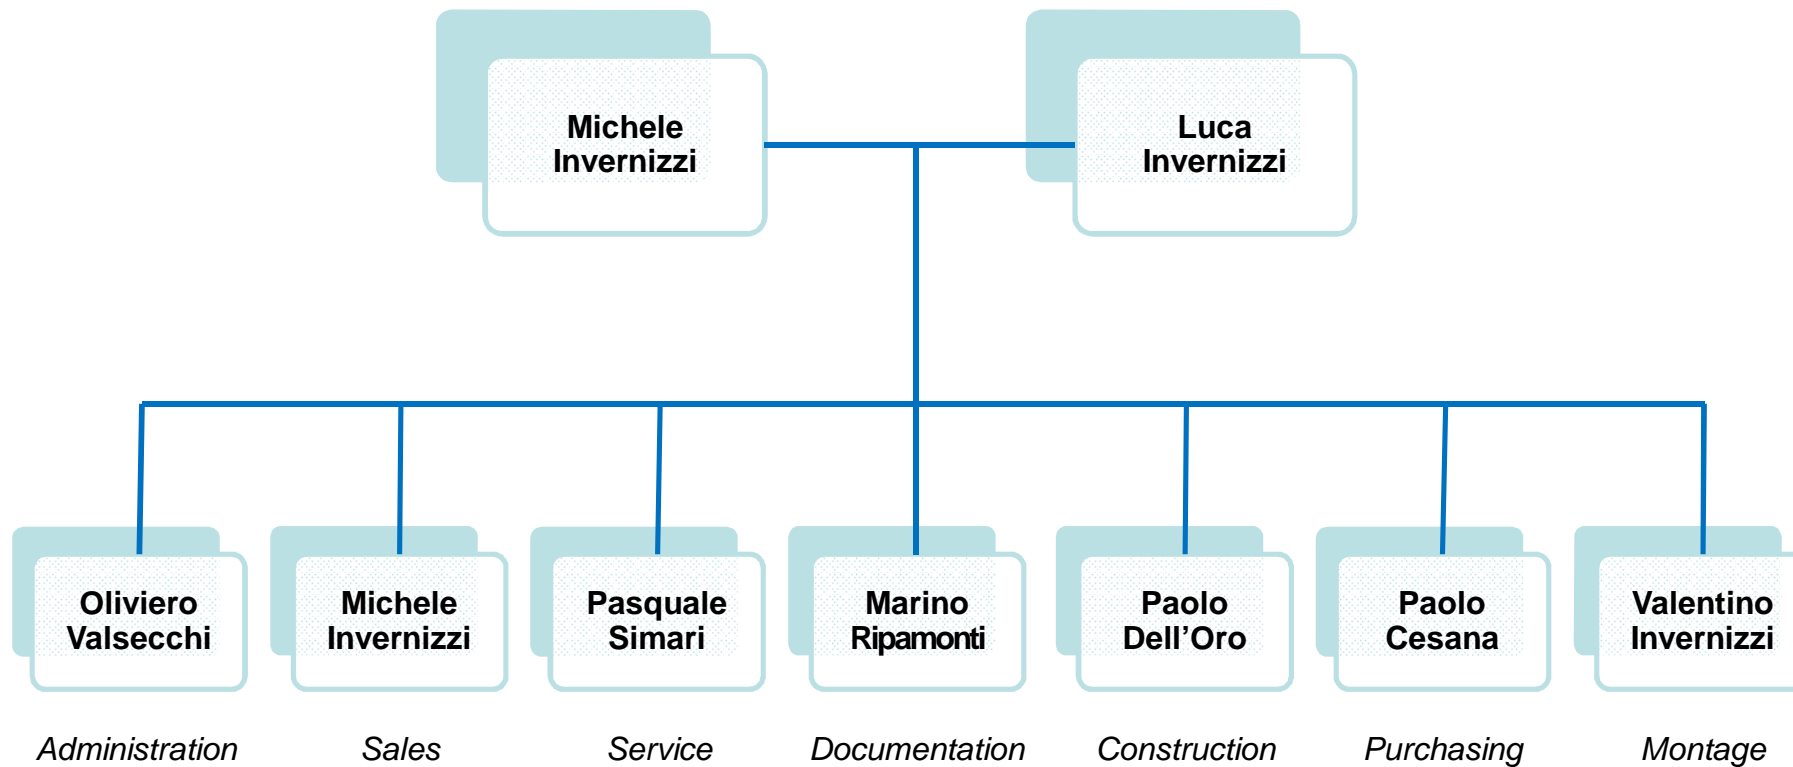 Michele
Invernizzi
Luca
Invernizzi
Oliviero
Valsecchi
Michele
Invernizzi
Pasquale
Simari
Marino
Ripamonti
Paolo
Dell’Oro
Paolo
Cesana
Valentino
Invernizzi
Administration
Sales
Service
Documentation
Construction
Purchasing
Montage